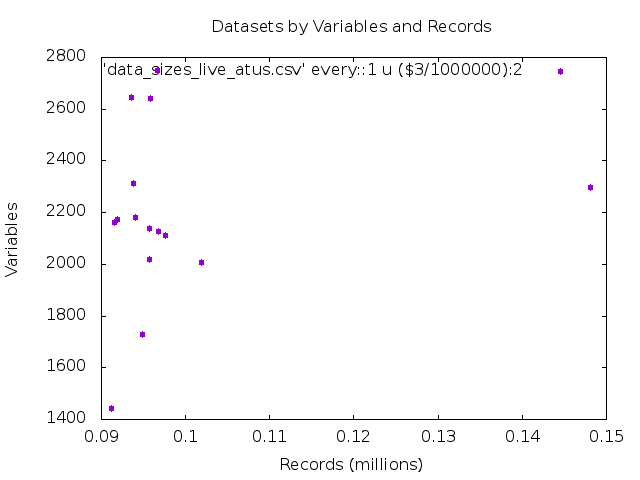 Datasets by Variables and Records
2800
'data_sizes_live_atus.csv' every::1 u ($3/1000000):2
2600
2400
2200
2000
1800
1600
1400
Variables
0.09 0.1 0.11 0.12 0.13 0.14 0.15
Records (millions)